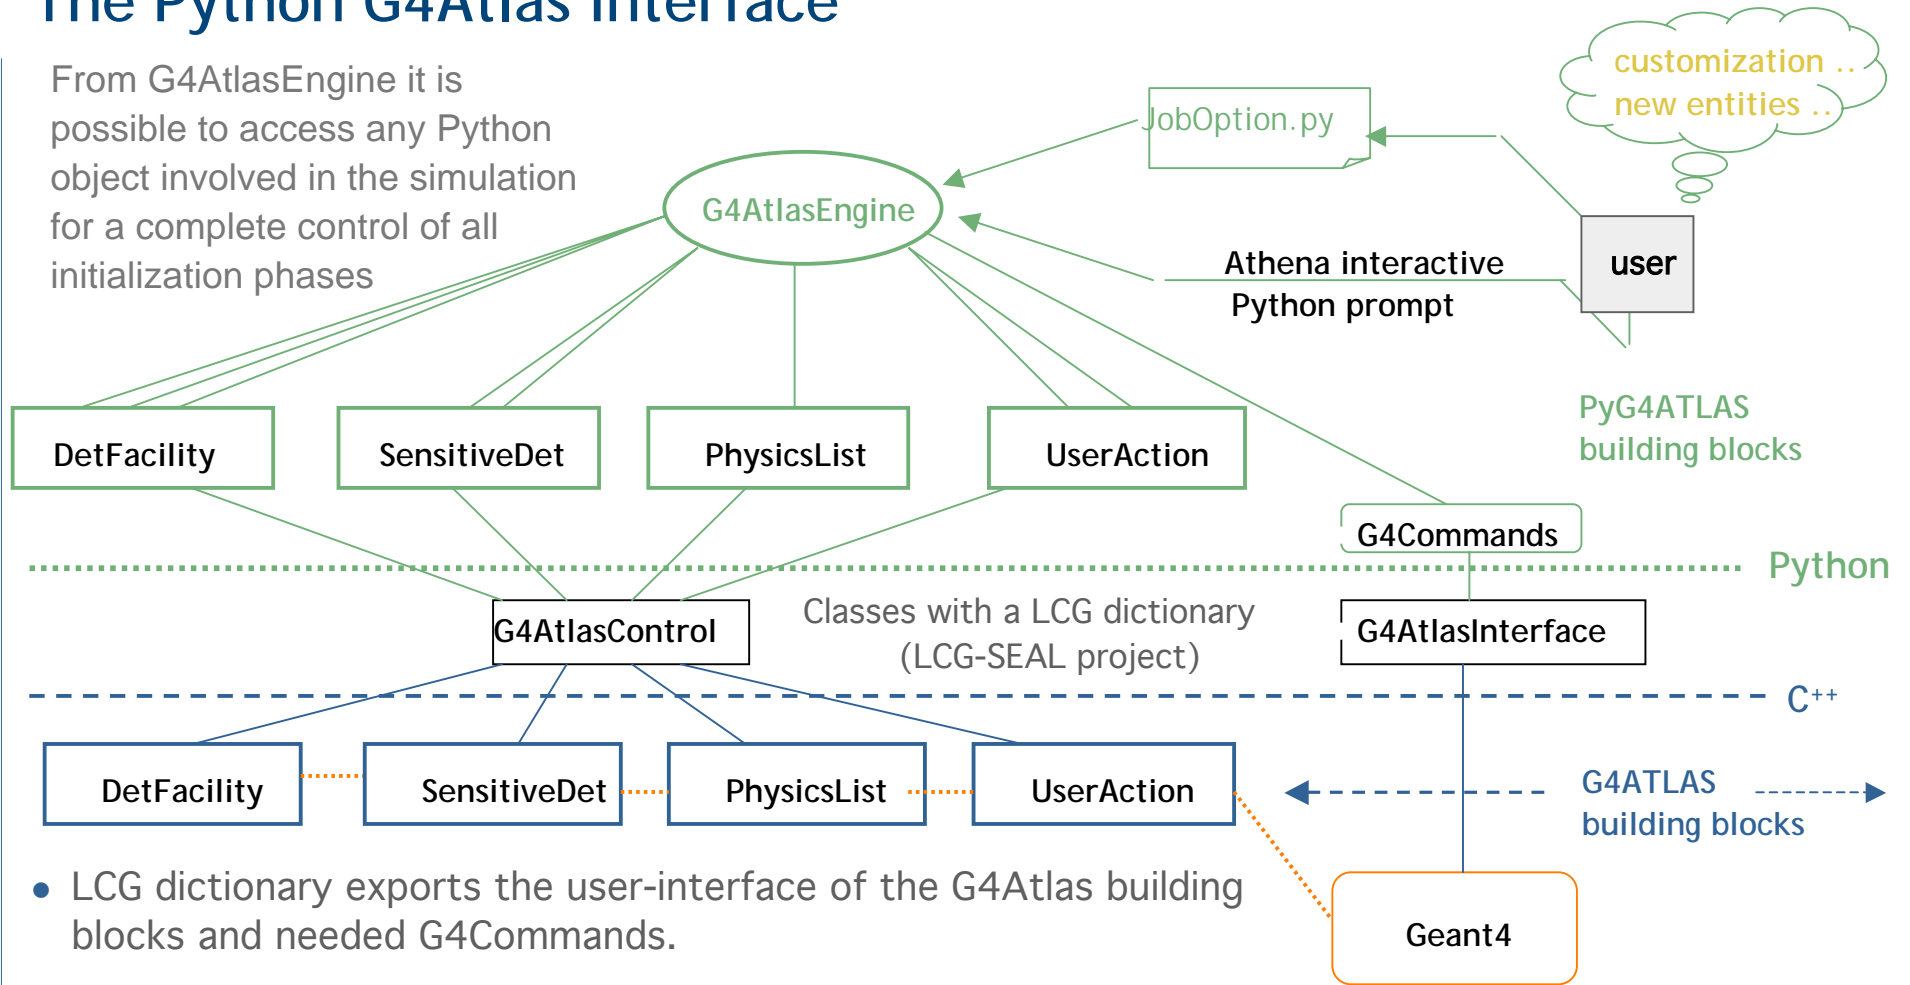 The Python G4Atlas Interface
From G4AtlasEngine it is
possible to access any Python
object involved in the simulation
for a complete control of all
initialization phases
customization ..
new entities ..
JobOption.py
G4AtlasEngine
Athena interactive
Python prompt
user
PyG4ATLAS
building blocks
DetFacility
SensitiveDet
PhysicsList
UserAction
G4Commands
Python
G4AtlasControl
Classes with a LCG dictionary
(LCG-SEAL project)
G4AtlasInterface
C++
DetFacility
SensitiveDet
PhysicsList
UserAction
G4ATLAS
building blocks
• LCG dictionary exports the user-interface of the G4Atlas building
blocks and needed G4Commands.
Geant4